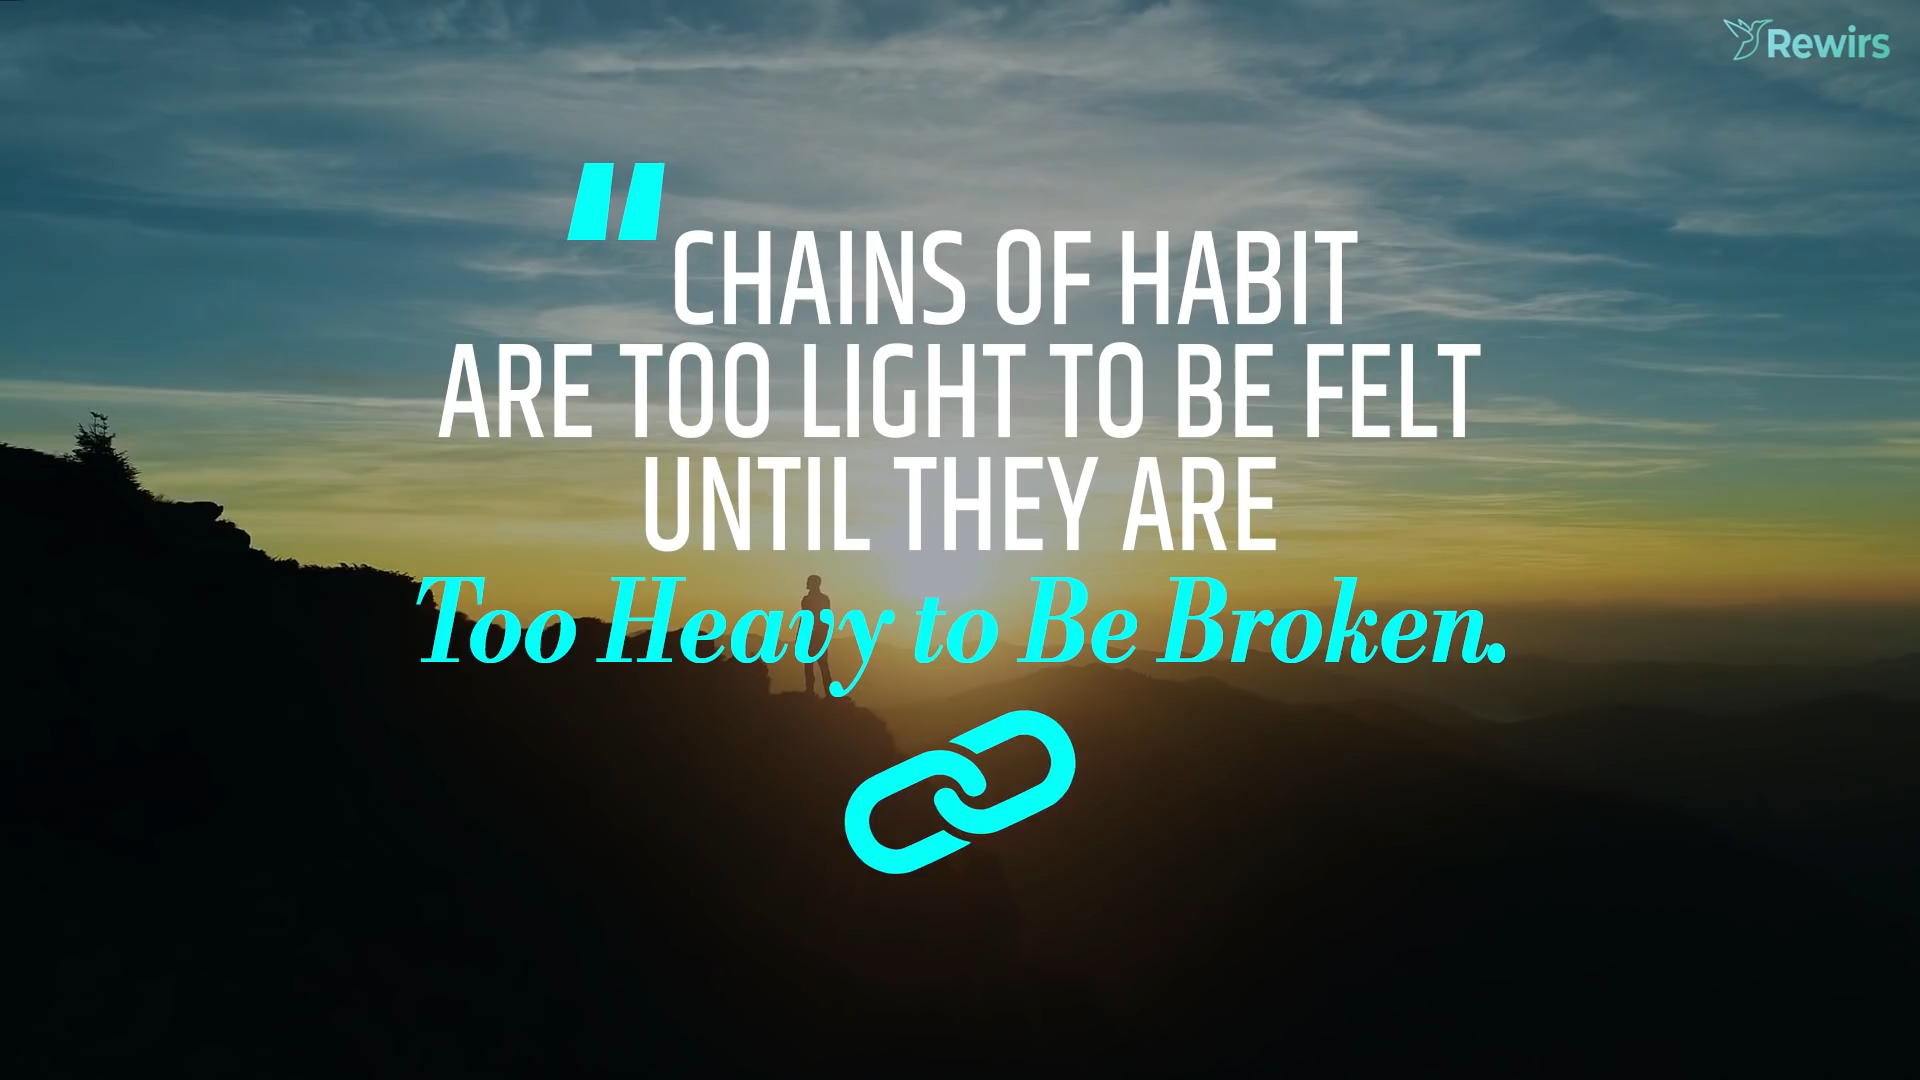 Rewirs
"CHAINS OF HABIT
ARE TOO LIGHT TO BE FELT
UNTIL THEY ARE
Too Heavy to Be Broken.